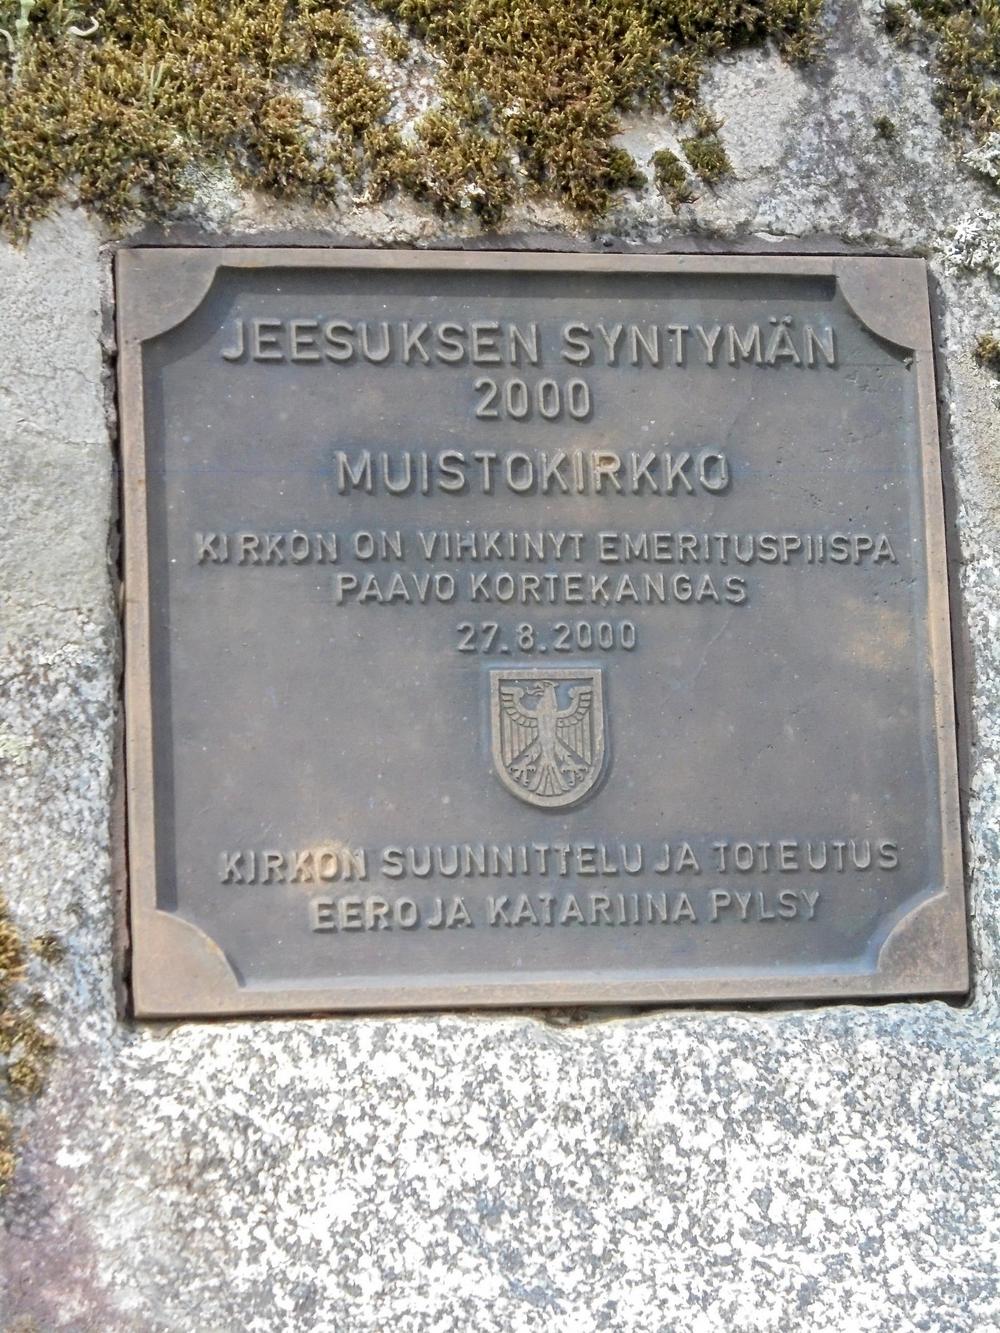 JEESUKSEN SYNTYMÄN
2000
MUISTOKIRKKO
KIRKON ON VIHKINYT EMERITUSPIISPA
PAAVO KORTEKANGAS
27.8.2000
KIRKON SUUNNITTELU JA TOTEUTUS
EERO JA KATARIINA PYLSY